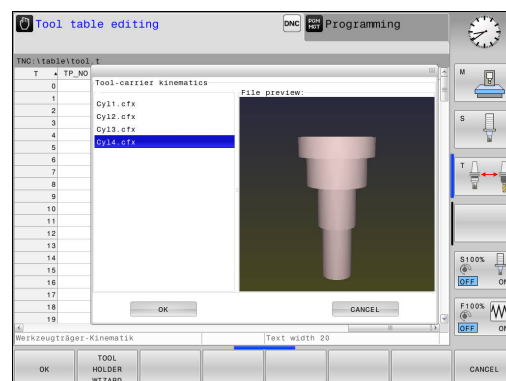 Tool table editing
DNC
PGM
MGT
Programming
TNC:\table\tool.t
T TP_NO
0
1
2
3
4
5
6
7
8
9
10
11
12
13
14
15
16
17
18
19
Tool-carrier kinematics
Cyl1.cfx
Cyl2.cfx
Cyl3.cfx
Cyl4.cfx
File preview:
OK
CANCEL
Werkzeugträger-Kinematik
Text width 20
M
S
T
S100%
OFF
F100%
OFF
OK
TOOL
HOLDER
WIZARD
CANCEL